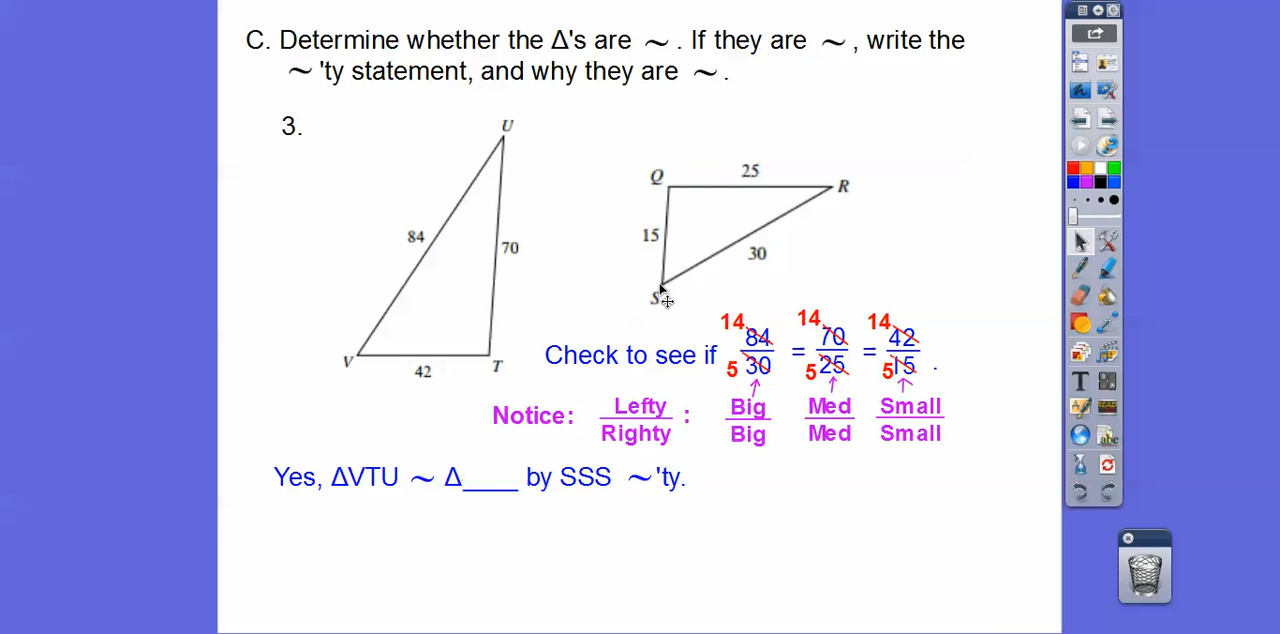 C. Determine whether the Δ's are ~ . If they are ~ , write the
~ 'ty statement, and why they are ~ .
3.
U
84
70
V
42
T
Q
25
R
15
30
S
14 14 14
Check to see if 84/30 = 70/25 = 42/15 .
5 5 5
Notice: Lefty/Righty : Big/Big Med/Med Small/Small
Yes, ΔVTU ~ Δ____ by SSS ~'ty.